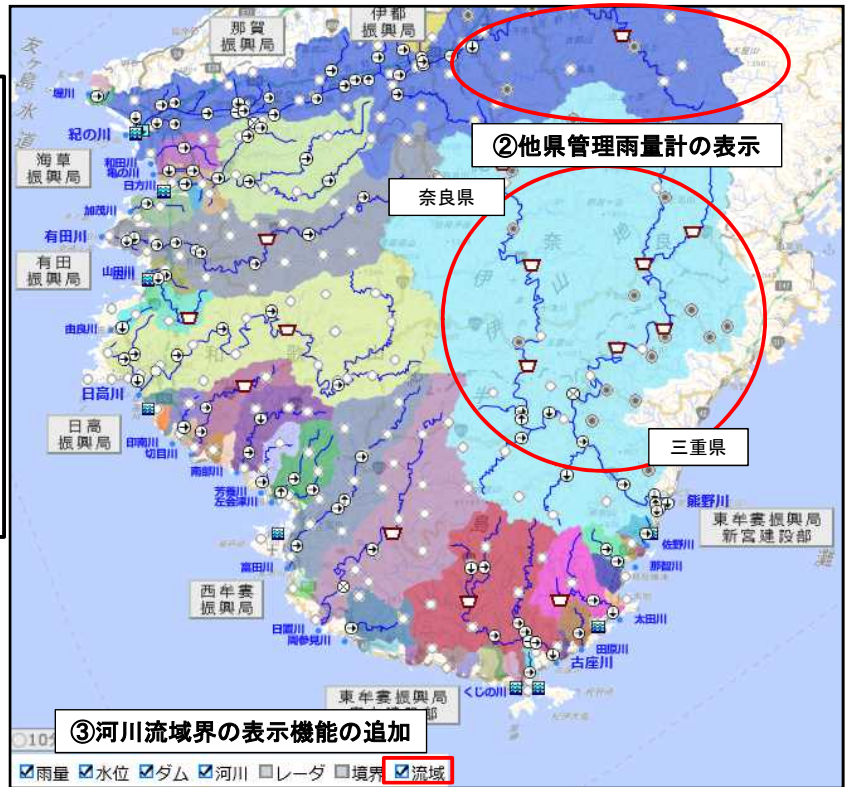 那賀
振興局
伊都
振興局
友ケ島水道
堀川
紀の川
②他県管理雨量計の表示
海草
振興局
和田川
亀の川
日方川
奈良県
加茂川
有田川
有田
振興局
山田川
由良川
日高川
日高
振興局
三重県
印南川
切目川
南部川
芳養川
左会津川
熊野川
東牟婁振興局
新宮建設部
佐野川
那智川
富田川
西牟婁
振興局
太田川
日置川
周参見川
田原川
古座川
東牟婁振興局
くじの川
③河川流域界の表示機能の追加
雨量 水位 ダム 河川 レーダ 境界 流域